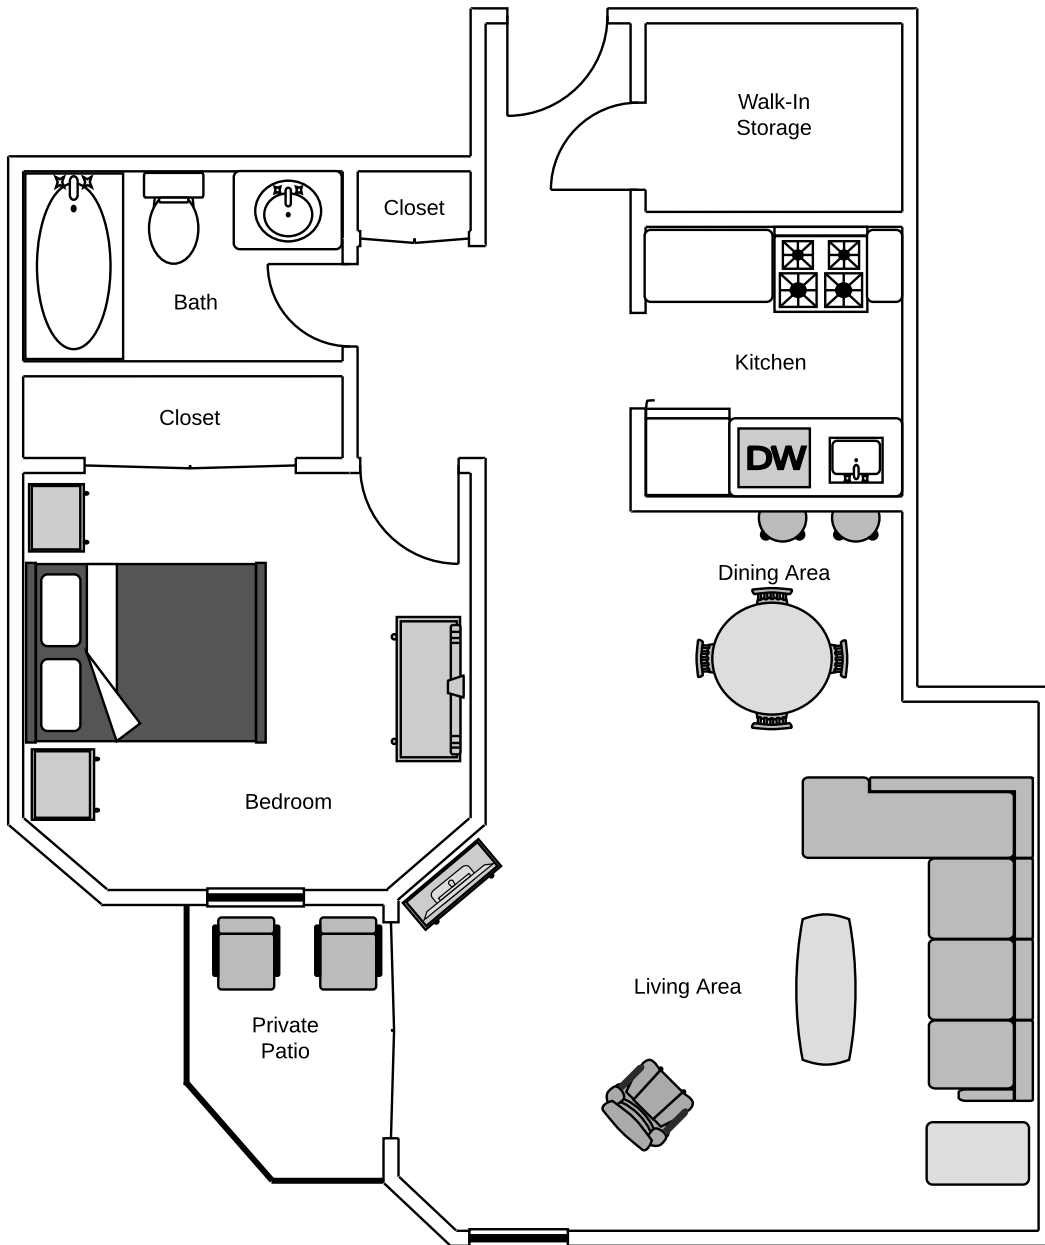 Walk-In
Storage
Closet
Bath
Kitchen
Closet
DW
Dining Area
Bedroom
Living Area
Private
Patio